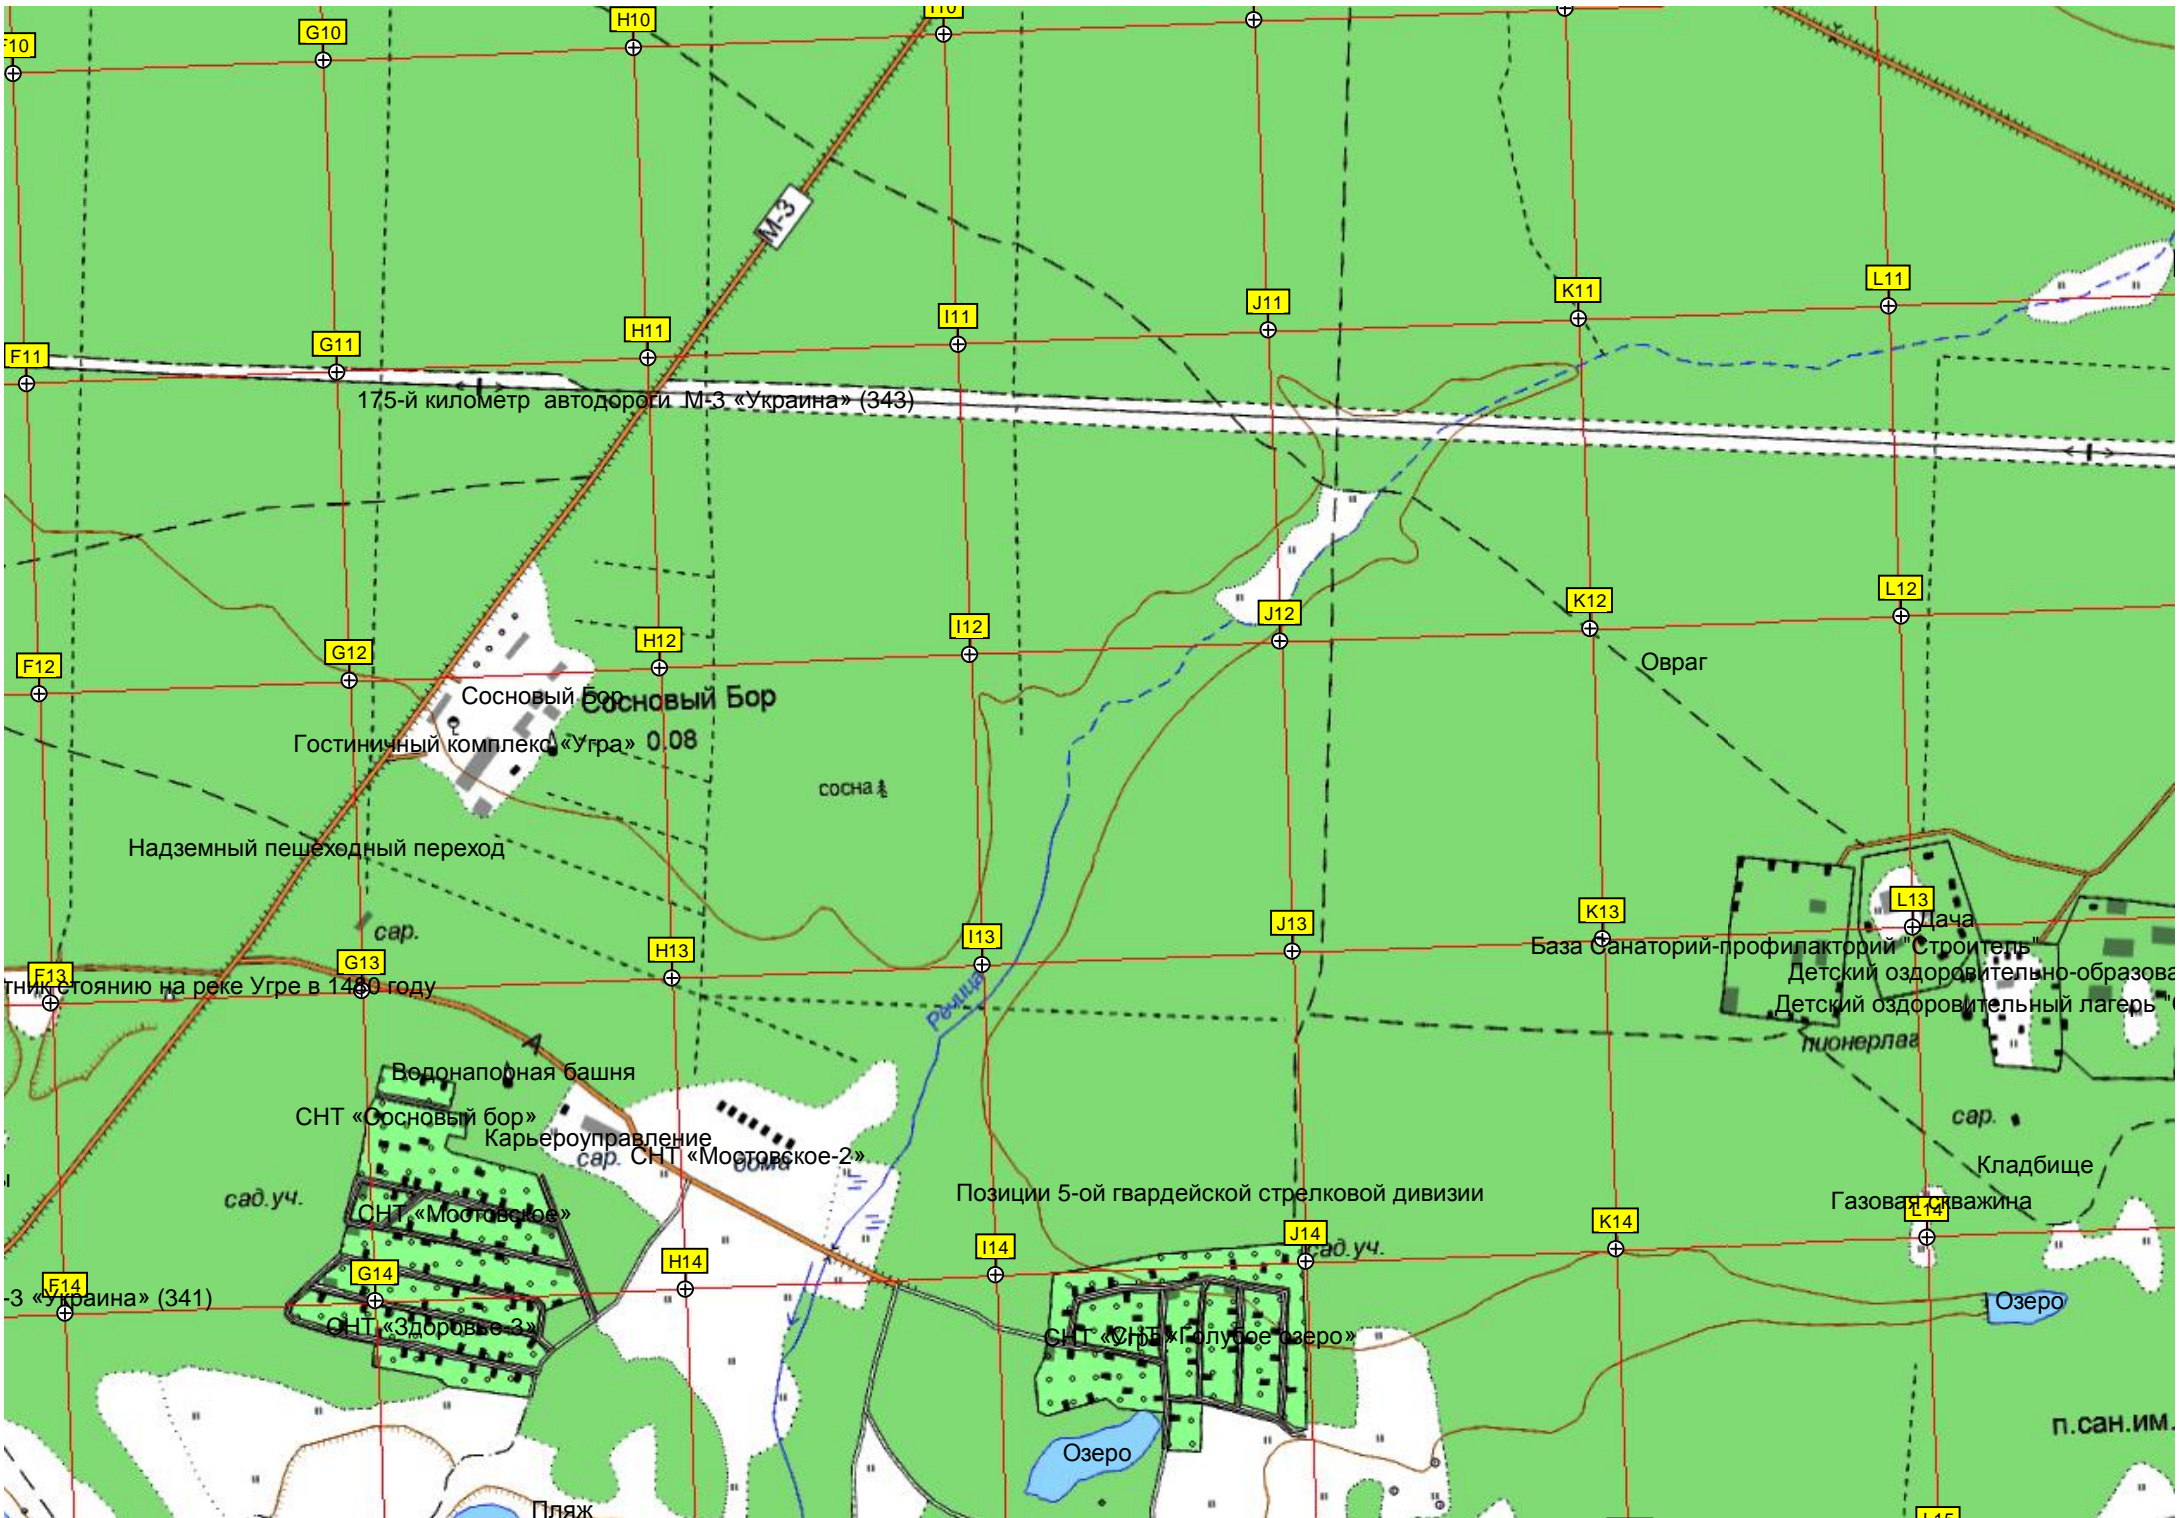 I10
H10
G10
F10
М-3
L11
K11
J11
I11
H11
G11
F11
175-й километр автодороги М-3 «Украина» (343)
L12
K12
J12
I12
H12
G12
F12
Овраг
Сосновый Бор
Сосновый Бор
Гостиничный комплекс «Угра»
0.08
сосна
Надземный пешеходный переход
L13
K13
J13
I13
H13
G13
F13
сар.
Дача
База Санаторий-профилакторий "Строитель"
Детский оздоровительно-образова
Детский оздоровительный лагерь "
тник стоянию на реке Угре в 1480 году
Речица
пионерлаг
Водонапорная башня
СНТ «Сосновый бор»
Карьероуправление
сар.
СНТ «Мостовское-2»
дома
сар.
Кладбище
сад.уч.
СНТ «Мостовское»
Позиции 5-ой гвардейской стрелковой дивизии
Газовая скважина
L14
K14
J14
I14
H14
G14
F14
сад.уч.
-3 «Украина» (341)
СНТ «Здоровье-3»
СНТ «Угра»
СНТ «Голубое озеро»
Озеро
п.сан.им.
Озеро
Пляж
L15